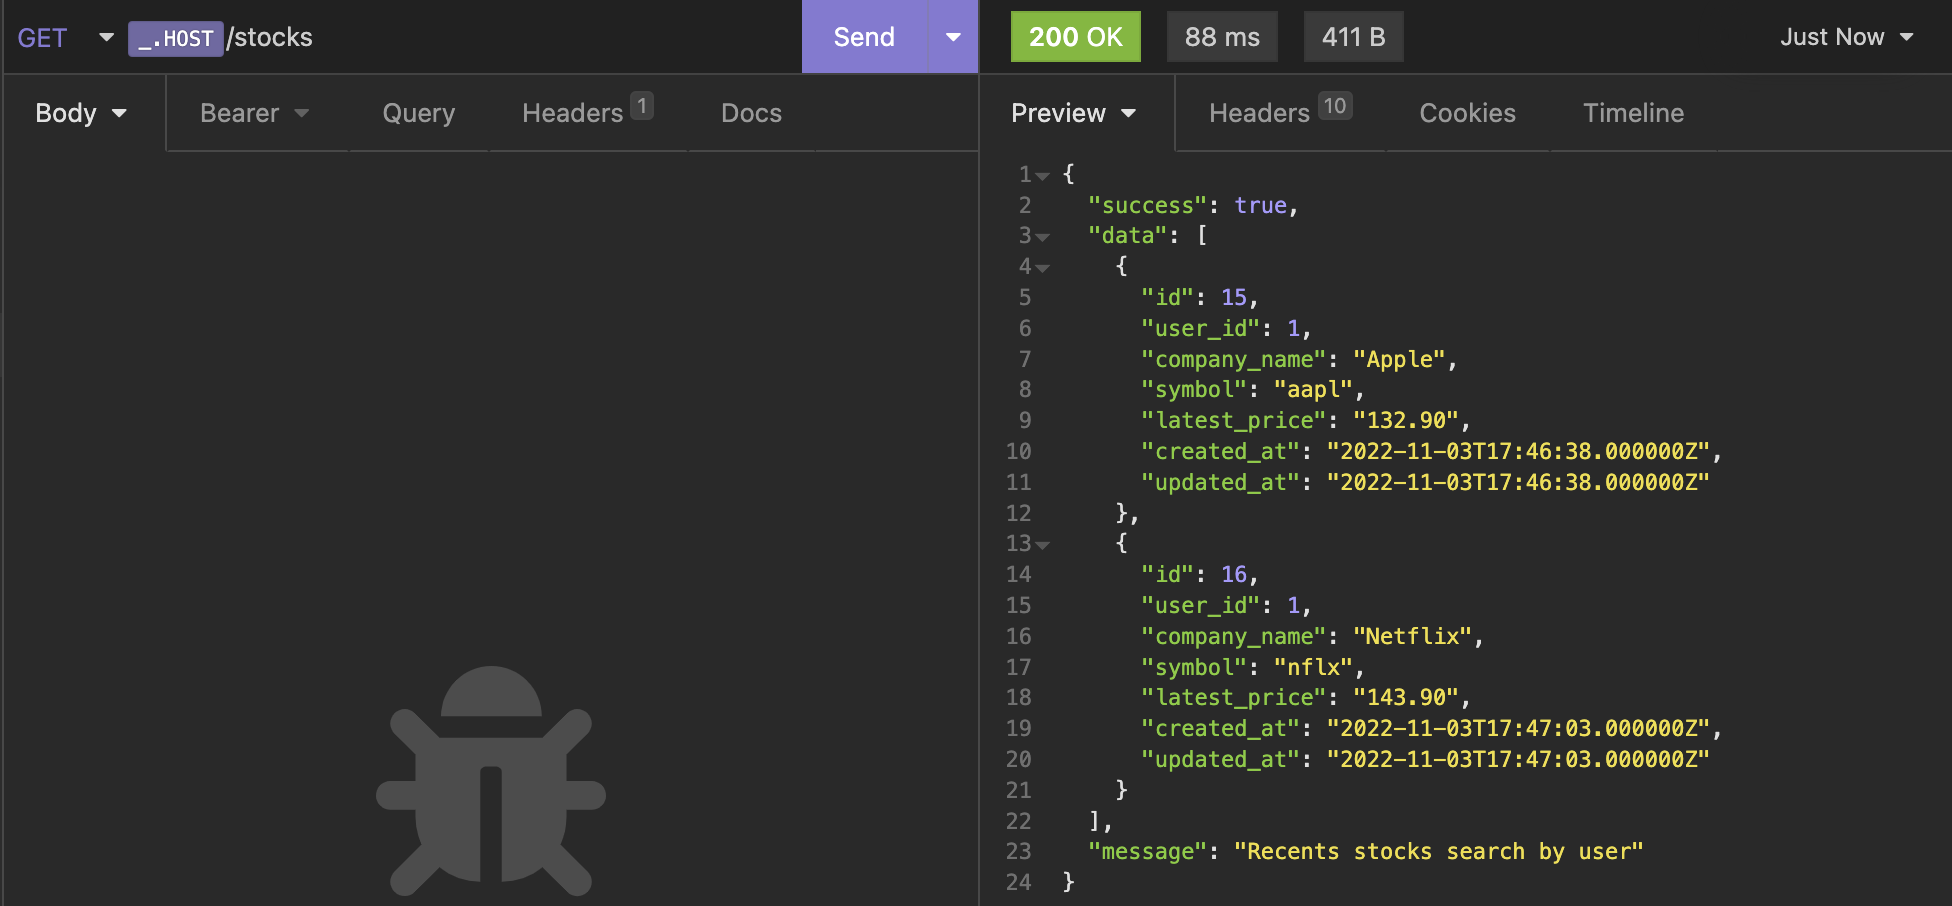 GET _.HOST /stocks Send 200 OK 88 ms 411 B Just Now
Body Bearer Query Headers 1 Docs Preview Headers 10 Cookies Timeline
1 {
2 "success": true,
3 "data": [
4 {
5 "id": 15,
6 "user_id": 1,
7 "company_name": "Apple",
8 "symbol": "aapl",
9 "latest_price": "132.90",
10 "created_at": "2022-11-03T17:46:38.000000Z",
11 "updated_at": "2022-11-03T17:46:38.000000Z"
12 },
13 {
14 "id": 16,
15 "user_id": 1,
16 "company_name": "Netflix",
17 "symbol": "nflx",
18 "latest_price": "143.90",
19 "created_at": "2022-11-03T17:47:03.000000Z",
20 "updated_at": "2022-11-03T17:47:03.000000Z"
21 }
22 ],
23 "message": "Recents stocks search by user"
24 }